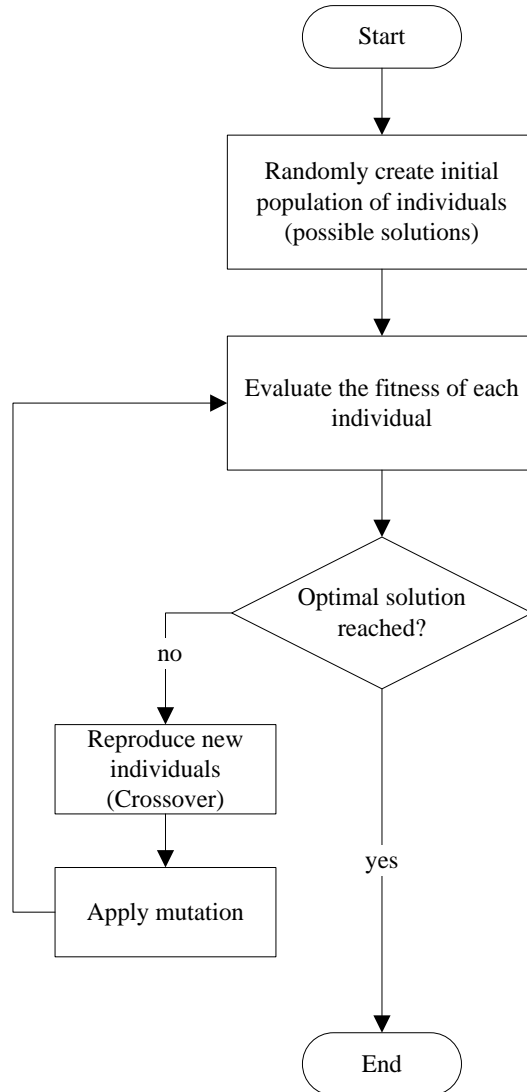 Start
Randomly create initial
population of individuals
(possible solutions)
Evaluate the fitness of each
individual
Optimal solution
reached?
no
Reproduce new
individuals
(Crossover)
Apply mutation
yes
End